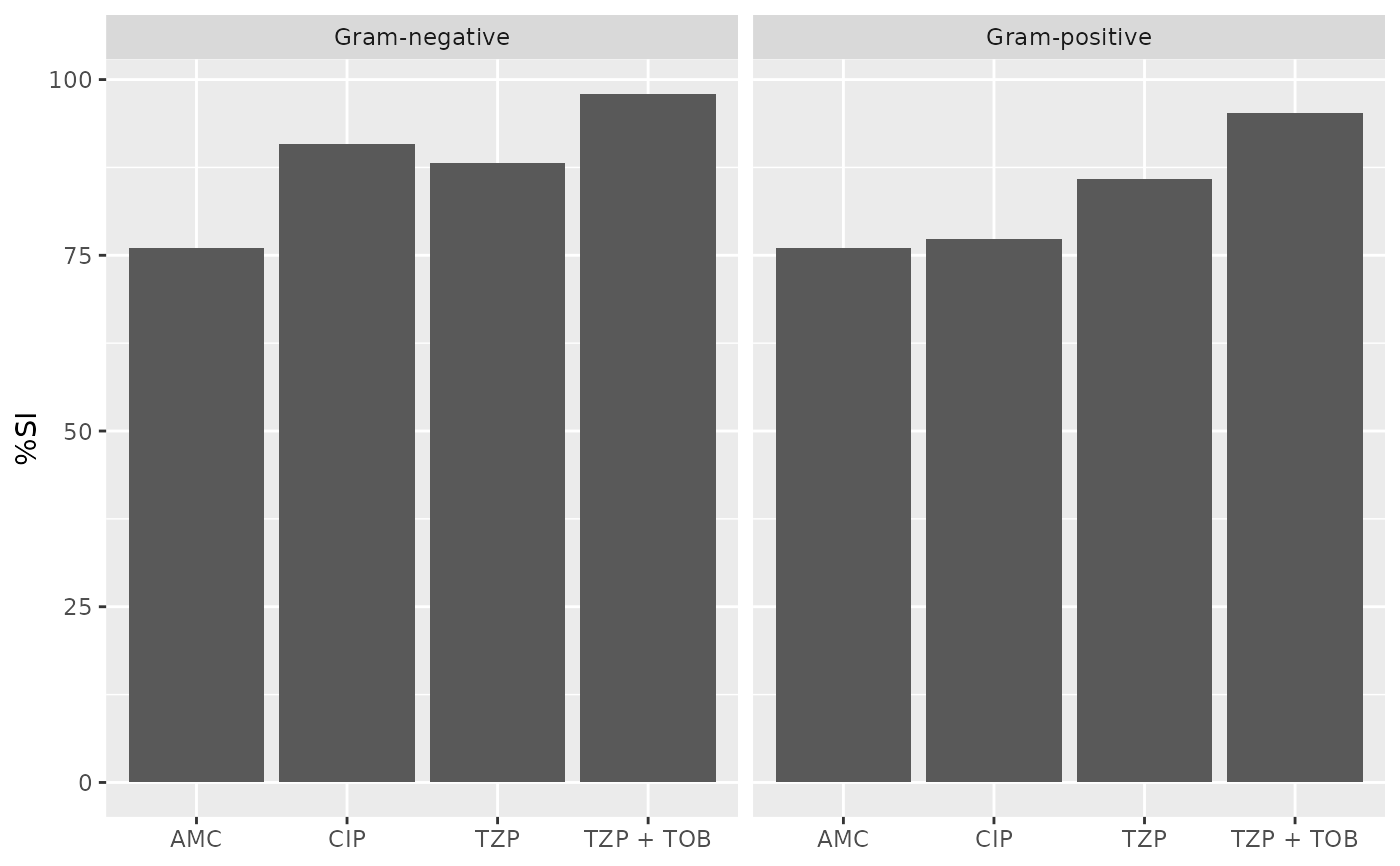 Gram-negative
Gram-positive
%SI
100
75
50
25
0
AMC CIP TZP TZP + TOB
AMC CIP TZP TZP + TOB